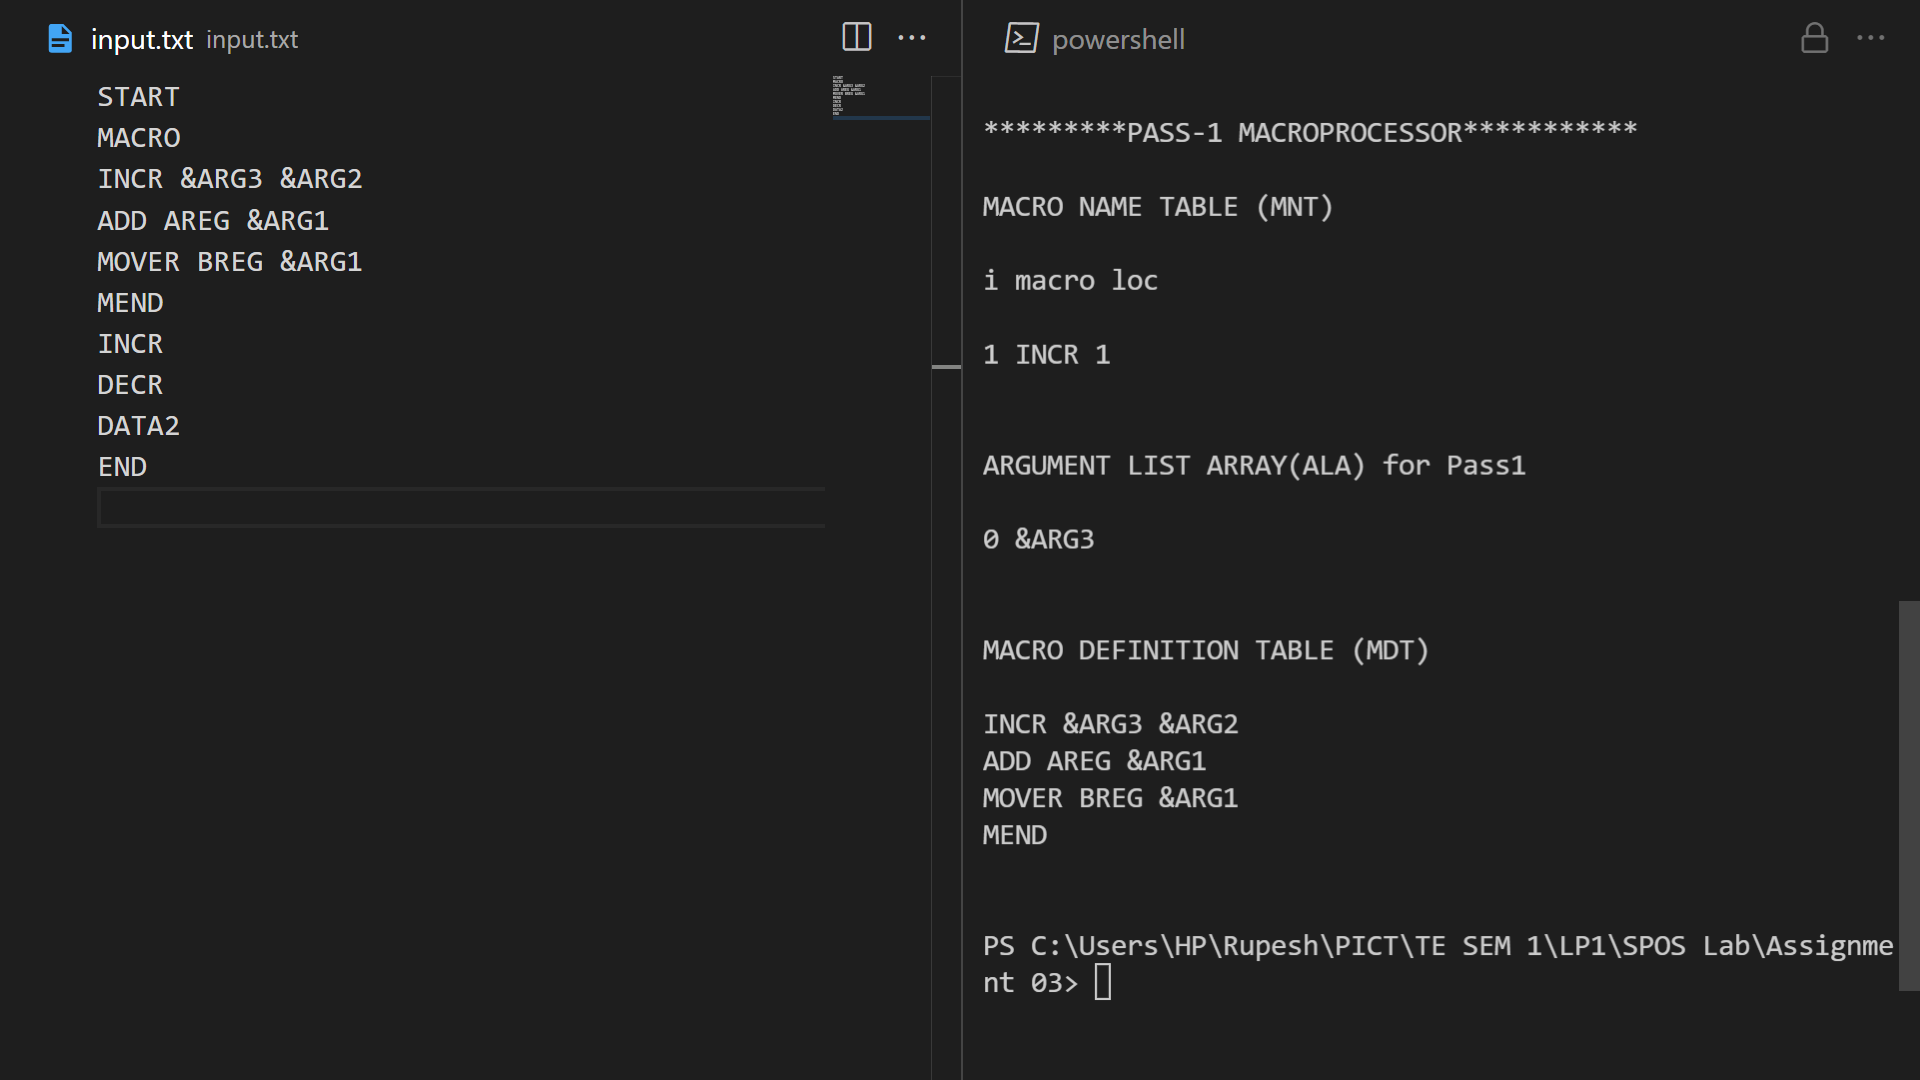 input.txt input.txt
START
MACRO
INCR &ARG3 &ARG2
ADD AREG &ARG1
MOVER BREG &ARG1
MEND
INCR
DECR
DATA2
END
powershell
*********PASS-1 MACROPROCESSOR***********
MACRO NAME TABLE (MNT)
i macro loc
1 INCR 1
ARGUMENT LIST ARRAY(ALA) for Pass1
0 &ARG3
MACRO DEFINITION TABLE (MDT)
INCR &ARG3 &ARG2
ADD AREG &ARG1
MOVER BREG &ARG1
MEND
PS C:\Users\HP\Rupesh\PICT\TE SEM 1\LP1\SPOS Lab\Assignme
nt 03>